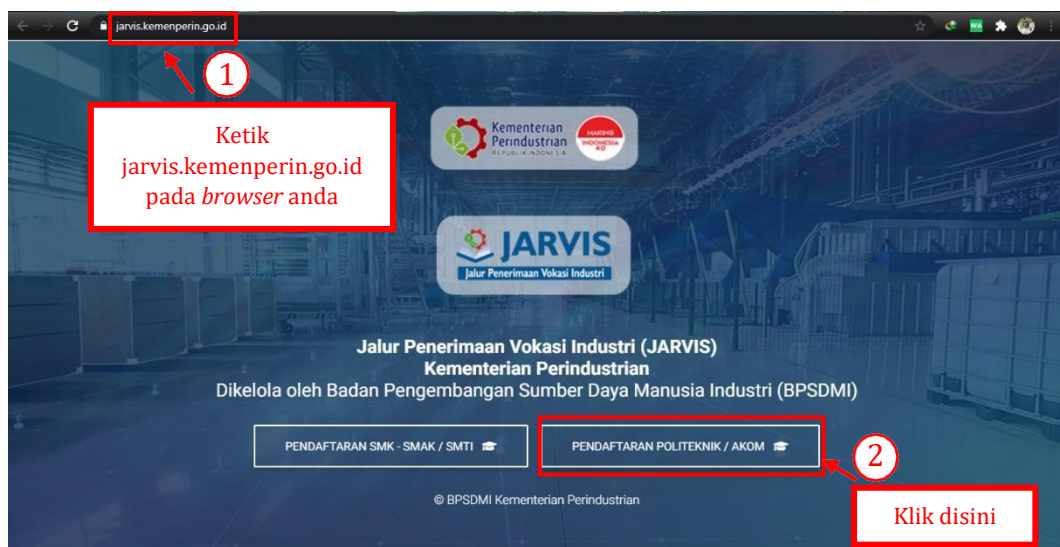 jarvis.kemenperin.go.id
1
Ketik
jarvis.kemenperin.go.id
pada browser anda
Kementerian
Perindustrian
REPUBLIK INDONESIA
MAKING
INDONESIA
4.0
JARVIS
Jalur Penerimaan Vokasi Industri
Jalur Penerimaan Vokasi Industri (JARVIS)
Kementerian Perindustrian
Dikelola oleh Badan Pengembangan Sumber Daya Manusia Industri (BPSDMI)
PENDAFTARAN SMK - SMAK / SMTI
PENDAFTARAN POLITEKNIK / AKOM
2
Klik disini
© BPSDMI Kementerian Perindustrian
WA